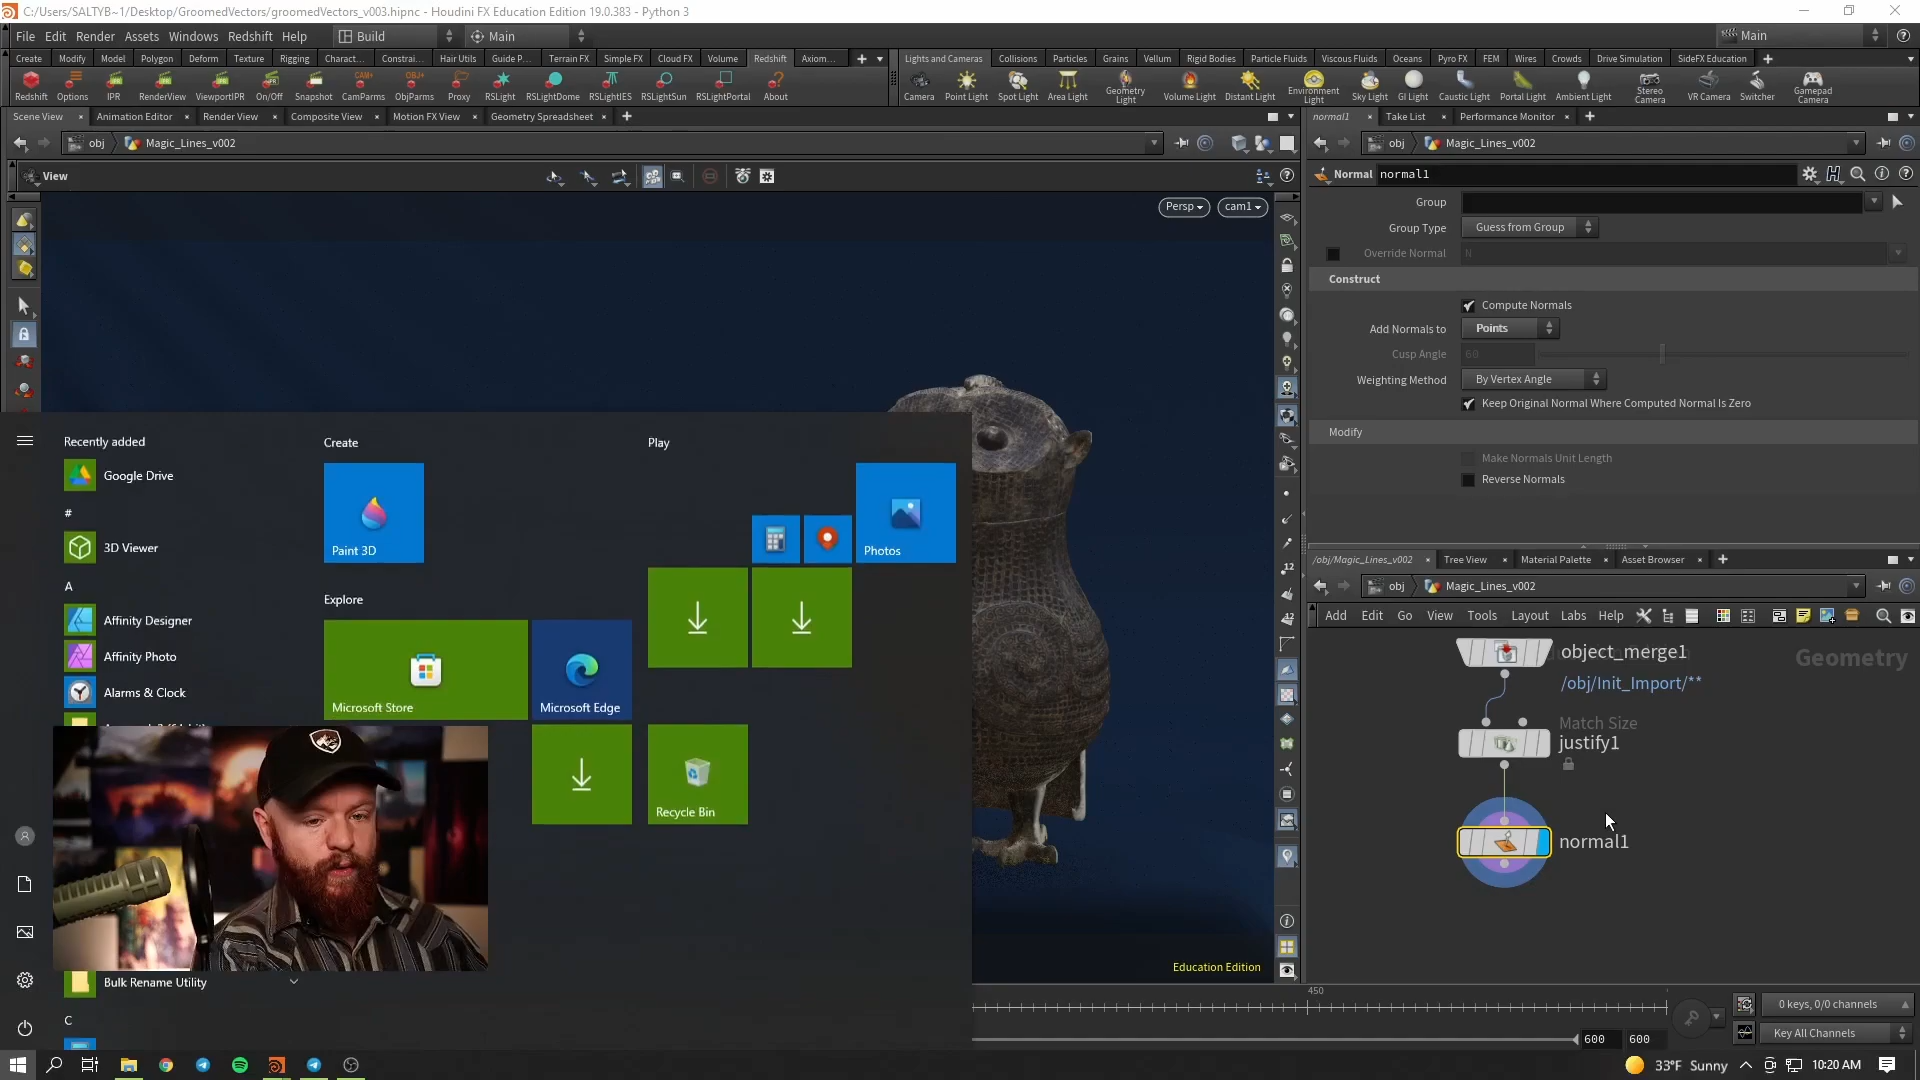 C:/Users/SALTYB~1/Desktop/GroomedVectors/groomedVectors_v003.hipnc - Houdini FX Education Edition 19.0.383 - Python 3
File Edit Render Assets Windows Redshift Help Build Main Main
Create Modify Model Polygon Deform Texture Rigging Charact... Constrai... Hair Utils Guide P... Terrain FX Simple FX Cloud FX Volume Redshift Axiom... Lights and Cameras Collisions Particles Grains Vellum Rigid Bodies Particle Fluids Viscous Fluids Oceans Pyro FX FEM Wires Crowds Drive Simulation SideFX Education
Redshift Options IPR RenderView ViewportIPR On/Off Snapshot CamParms ObjParms Proxy RSLight RSLightDome RSLightIES RSLightSun RSLightPortal About
Camera Point Light Spot Light Area Light Geometry Light Volume Light Distant Light Environment Light Sky Light GI Light Caustic Light Portal Light Ambient Light Stereo Camera VR Camera Switcher Gamepad Camera
Scene View Animation Editor Render View Composite View Motion FX View Geometry Spreadsheet
normal1 Take List Performance Monitor
obj Magic_Lines_v002
obj Magic_Lines_v002
View
Normal normal1
Persp cam1
Group
Group Type Guess from Group
Override Normal N
Construct
Compute Normals
Add Normals to Points
Cusp Angle 60
Weighting Method By Vertex Angle
Keep Original Normal Where Computed Normal Is Zero
Modify
Make Normals Unit Length
Reverse Normals
/obj/Magic_Lines_v002 Tree View Material Palette Asset Browser
obj Magic_Lines_v002
Add Edit Go View Tools Layout Labs Help
Geometry
object_merge1
/obj/Init_Import/**
Match Size
justify1
normal1
Recently added
Google Drive
#
3D Viewer
A
Affinity Designer
Affinity Photo
Alarms & Clock
Bulk Rename Utility
C
Create
Paint 3D
Explore
Microsoft Store
Microsoft Edge
Play
Photos
Recycle Bin
Education Edition
450
600 600
0 keys, 0/0 channels
Key All Channels
33°F Sunny 10:20 AM